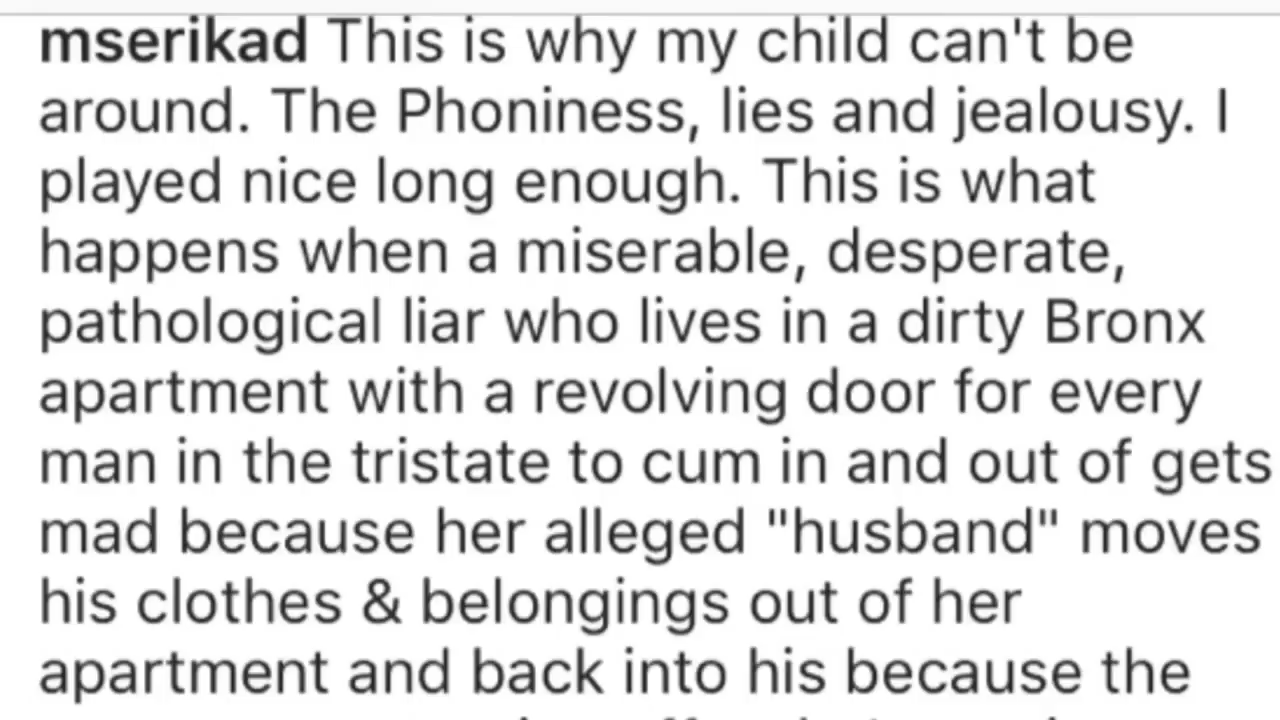 mserikad This is why my child can't be
around. The Phoniness, lies and jealousy. I
played nice long enough. This is what
happens when a miserable, desperate,
pathological liar who lives in a dirty Bronx
apartment with a revolving door for every
man in the tristate to cum in and out of gets
mad because her alleged "husband" moves
his clothes & belongings out of her
apartment and back into his because the